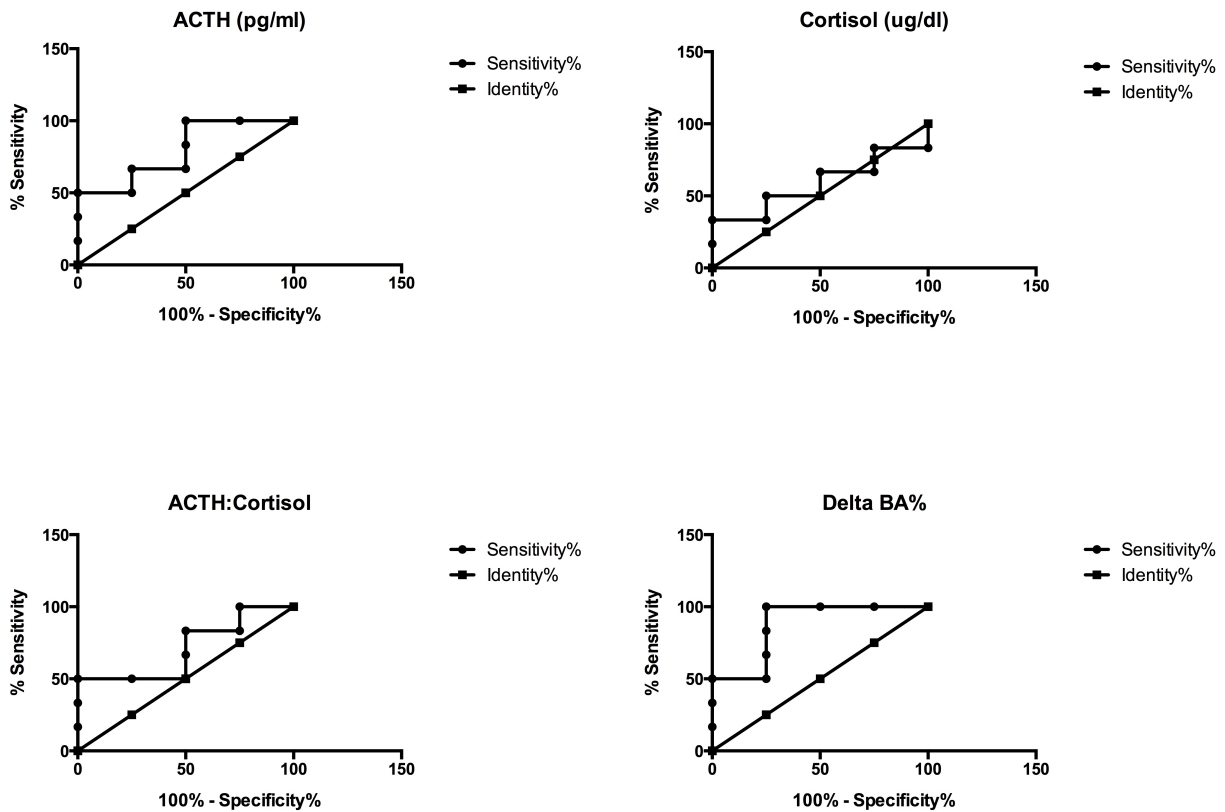 ACTH (pg/ml)
150
100
50
0
0 50 100 150
% Sensitivity
100% - Specificity%
Sensitivity%
Identity%
Cortisol (ug/dl)
150
100
50
0
0 50 100 150
% Sensitivity
100% - Specificity%
Sensitivity%
Identity%
ACTH:Cortisol
150
100
50
0
0 50 100 150
% Sensitivity
100% - Specificity%
Sensitivity%
Identity%
Delta BA%
150
100
50
0
0 50 100 150
% Sensitivity
100% - Specificity%
Sensitivity%
Identity%